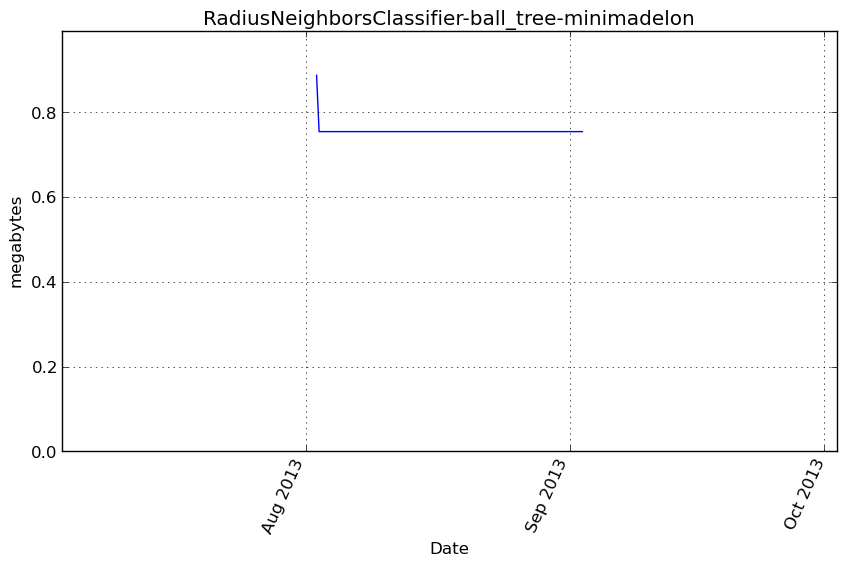 RadiusNeighborsClassifier-ball_tree-minimadelon
0.8
0.6
0.4
0.2
0.0
megabytes
Aug 2013
Sep 2013
Oct 2013
Date